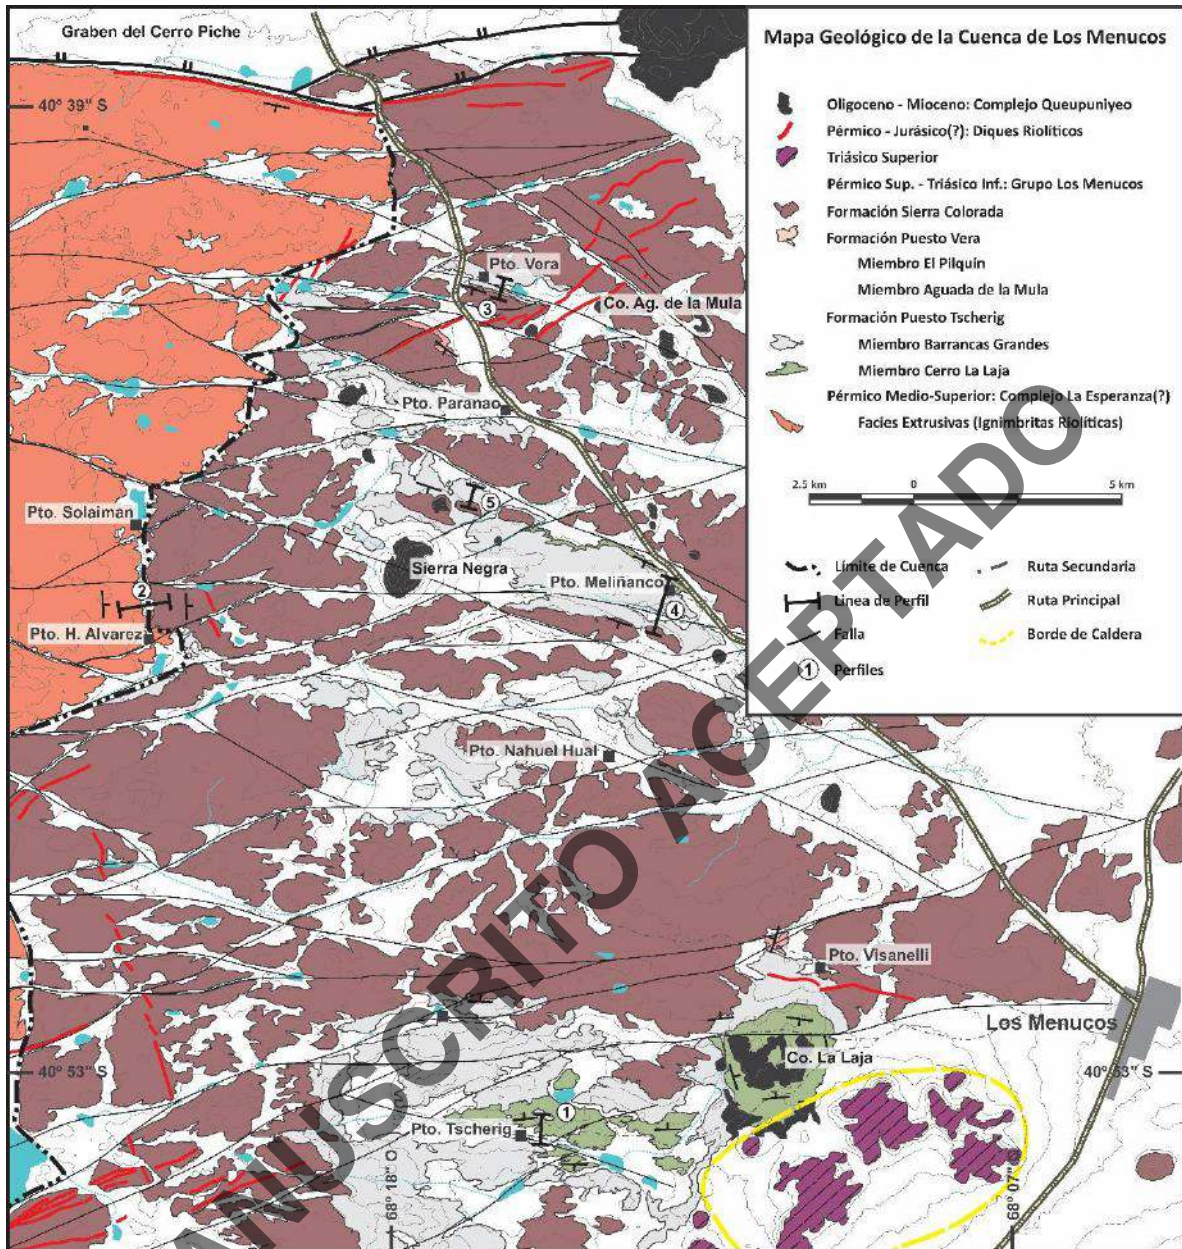 Graben del Cerro Piche
40º 39" S
Pto. Vera
3
Co. Ag. de la Mula
Pto. Paranao
5
Pto. Solaiman
Sierra Negra
Pto. Meliñanco
2
4
Pto. H. Alvarez
Pto. Nahuel Hual
Pto. Visanelli
Los Menucos
Co. La Laja
40º 53" S
40º 53" S
1
Pto. Tscherig
68º 18" O
68º 07" O
Mapa Geológico de la Cuenca de Los Menucos
Oligoceno - Mioceno: Complejo Queupuniyeo
Pérmico - Jurásico(?): Diques Riolíticos
Triásico Superior
Pérmico Sup. - Triásico Inf.: Grupo Los Menucos
Formación Sierra Colorada
Formación Puesto Vera
Miembro El Pilquín
Miembro Aguada de la Mula
Formación Puesto Tscherig
Miembro Barrancas Grandes
Miembro Cerro La Laja
Pérmico Medio-Superior: Complejo La Esperanza(?)
Facies Extrusivas (Ignimbritas Riolíticas)
2.5 km 0 5 km
Límite de Cuenca
Ruta Secundaria
Línea de Perfil
Ruta Principal
Falla
Borde de Caldera
1 Perfiles
MANUSCRITO ACEPTADO